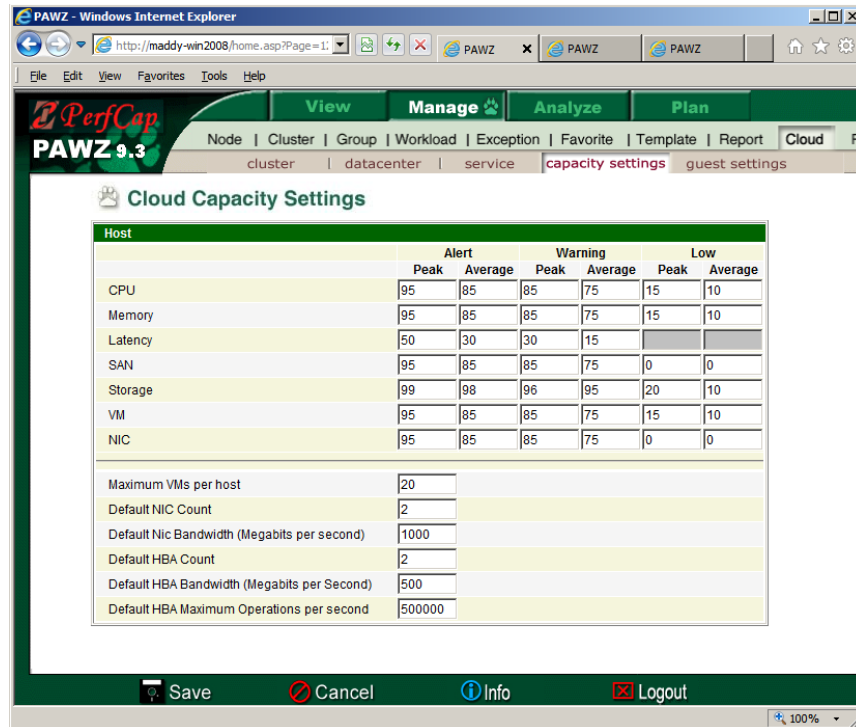 PAWZ - Windows Internet Explorer
http://maddy-win2008/home.asp?Page=1
PAWZ
PAWZ
PAWZ
File Edit View Favorites Tools Help
PerfCap
PAWZ 9.3
View Manage Analyze Plan
Node | Cluster | Group | Workload | Exception | Favorite | Template | Report Cloud
cluster | datacenter | service capacity settings guest settings
Cloud Capacity Settings
Host
Alert Warning Low
Peak Average Peak Average Peak Average
CPU 95 85 85 75 15 10
Memory 95 85 85 75 15 10
Latency 50 30 30 15
SAN 95 85 85 75 0 0
Storage 99 98 96 95 20 10
VM 95 85 85 75 15 10
NIC 95 85 85 75 0 0
Maximum VMs per host 20
Default NIC Count 2
Default Nic Bandwidth (Megabits per second) 1000
Default HBA Count 2
Default HBA Bandwidth (Megabits per Second) 500
Default HBA Maximum Operations per second 500000
Save Cancel Info Logout
100%